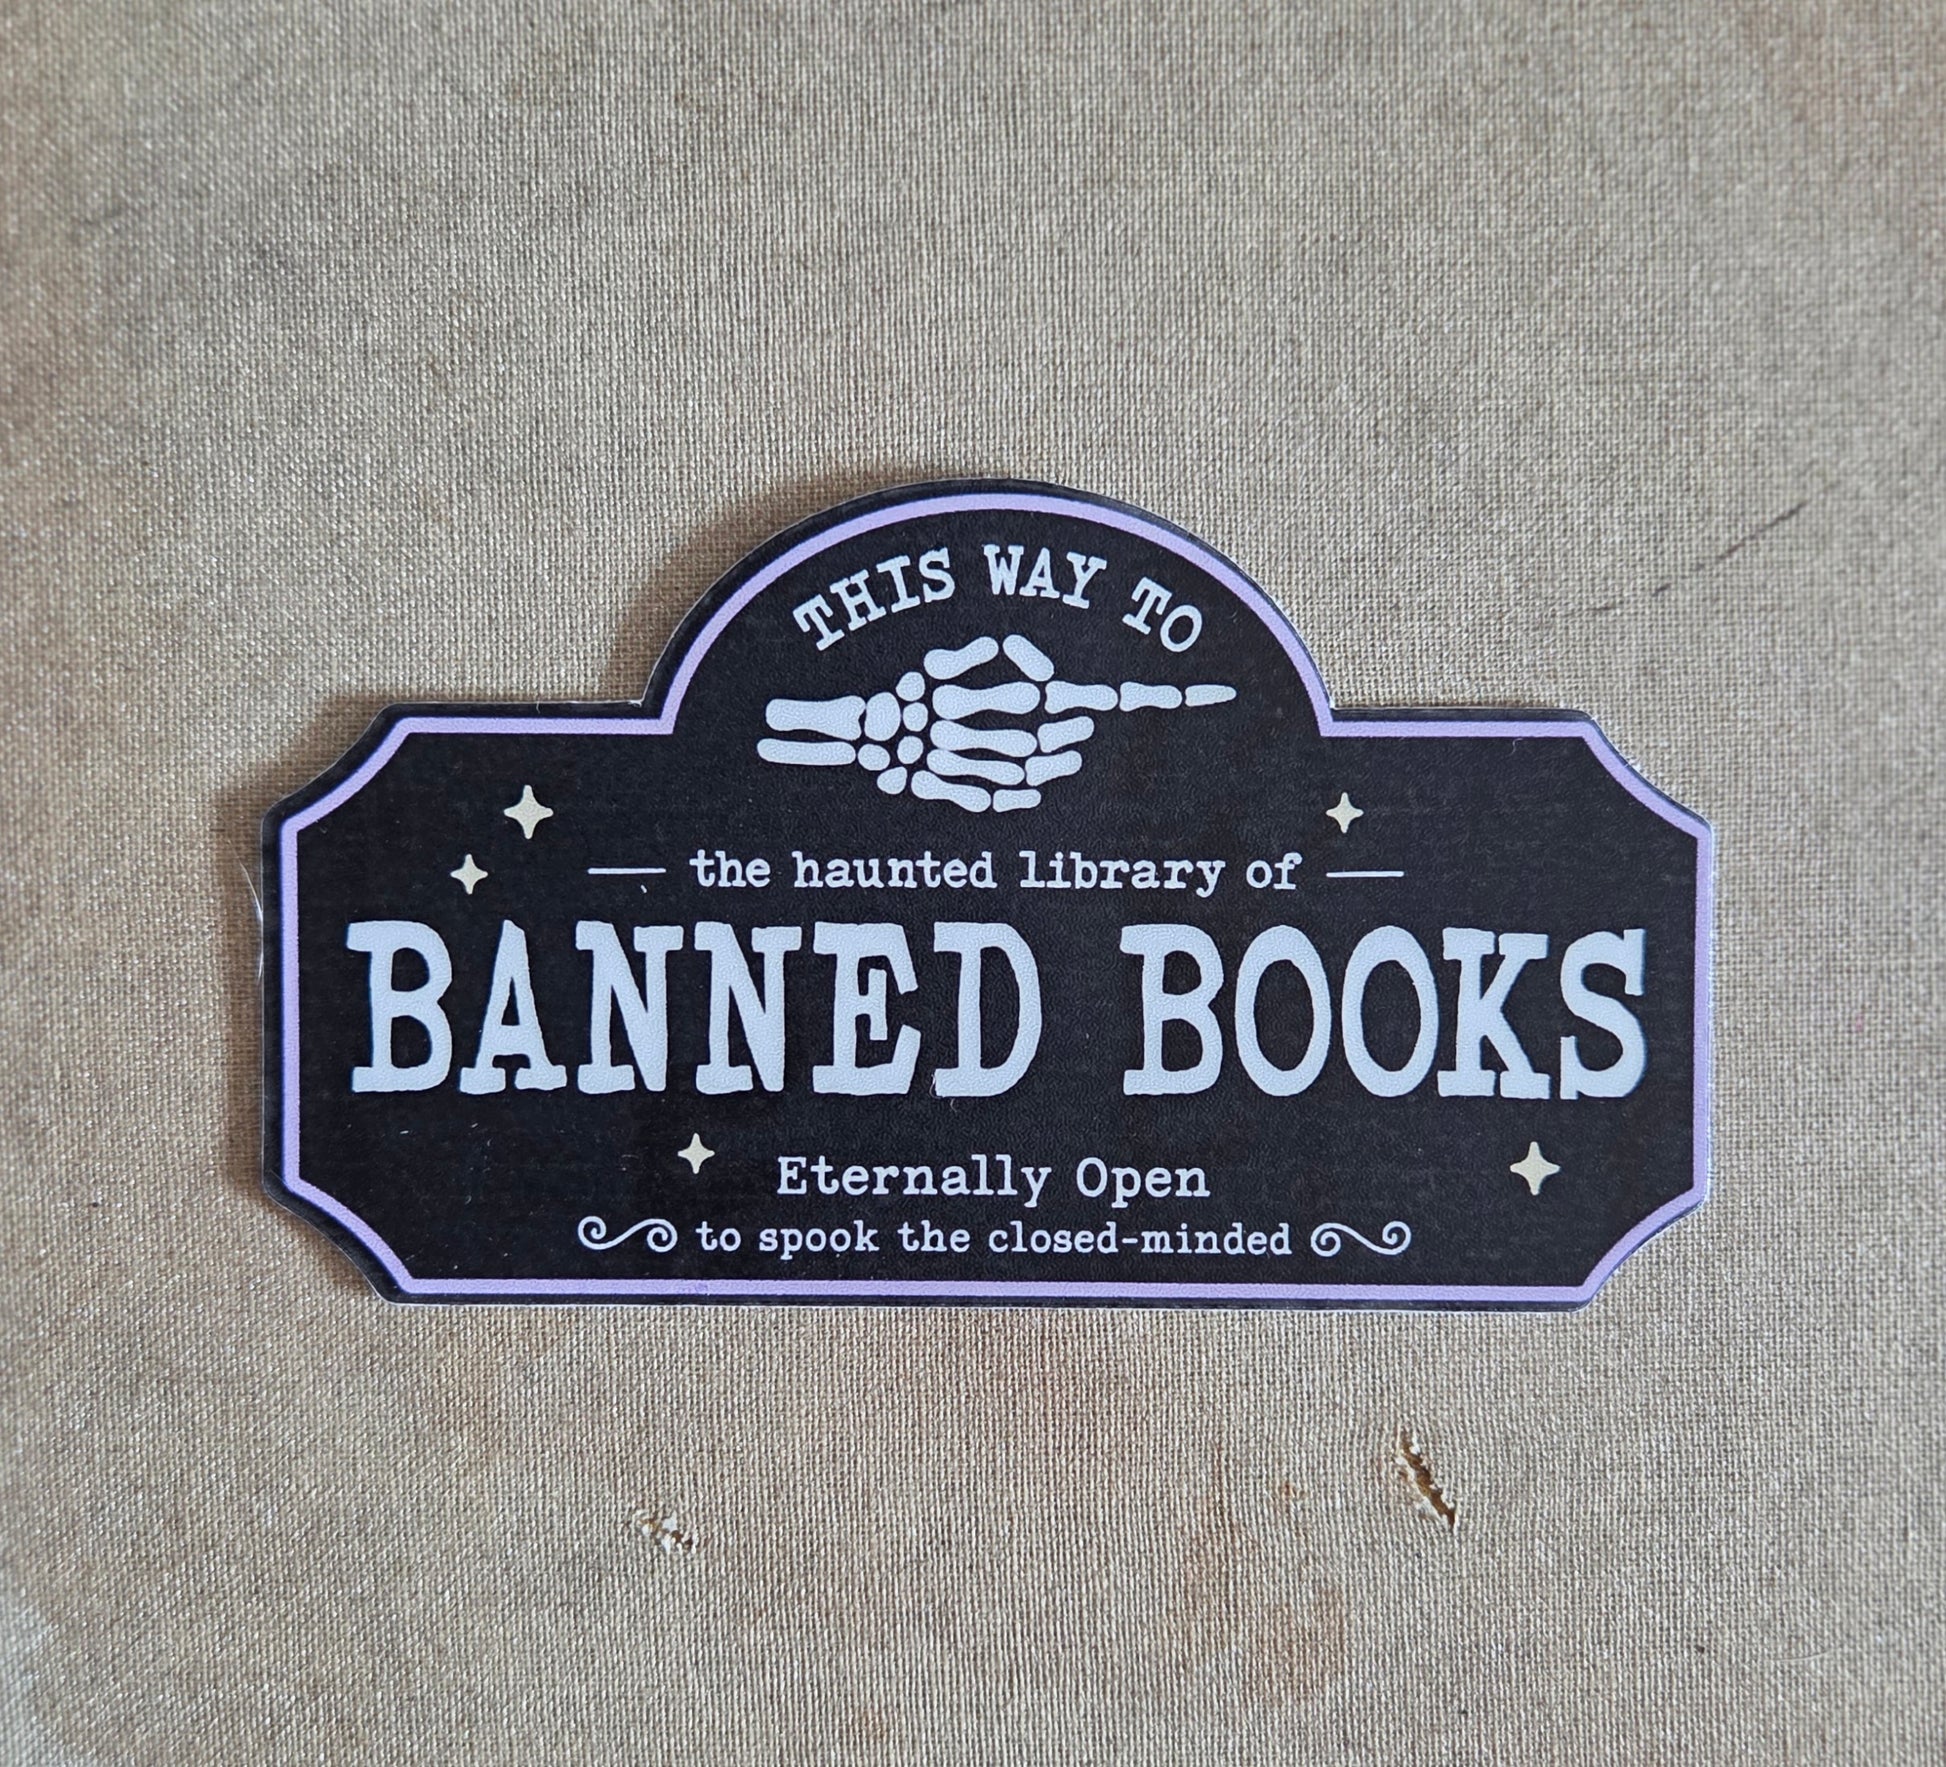 THIS WAY TO
the haunted library of
BANNED BOOKS
Eternally Open
to spook the closed-minded